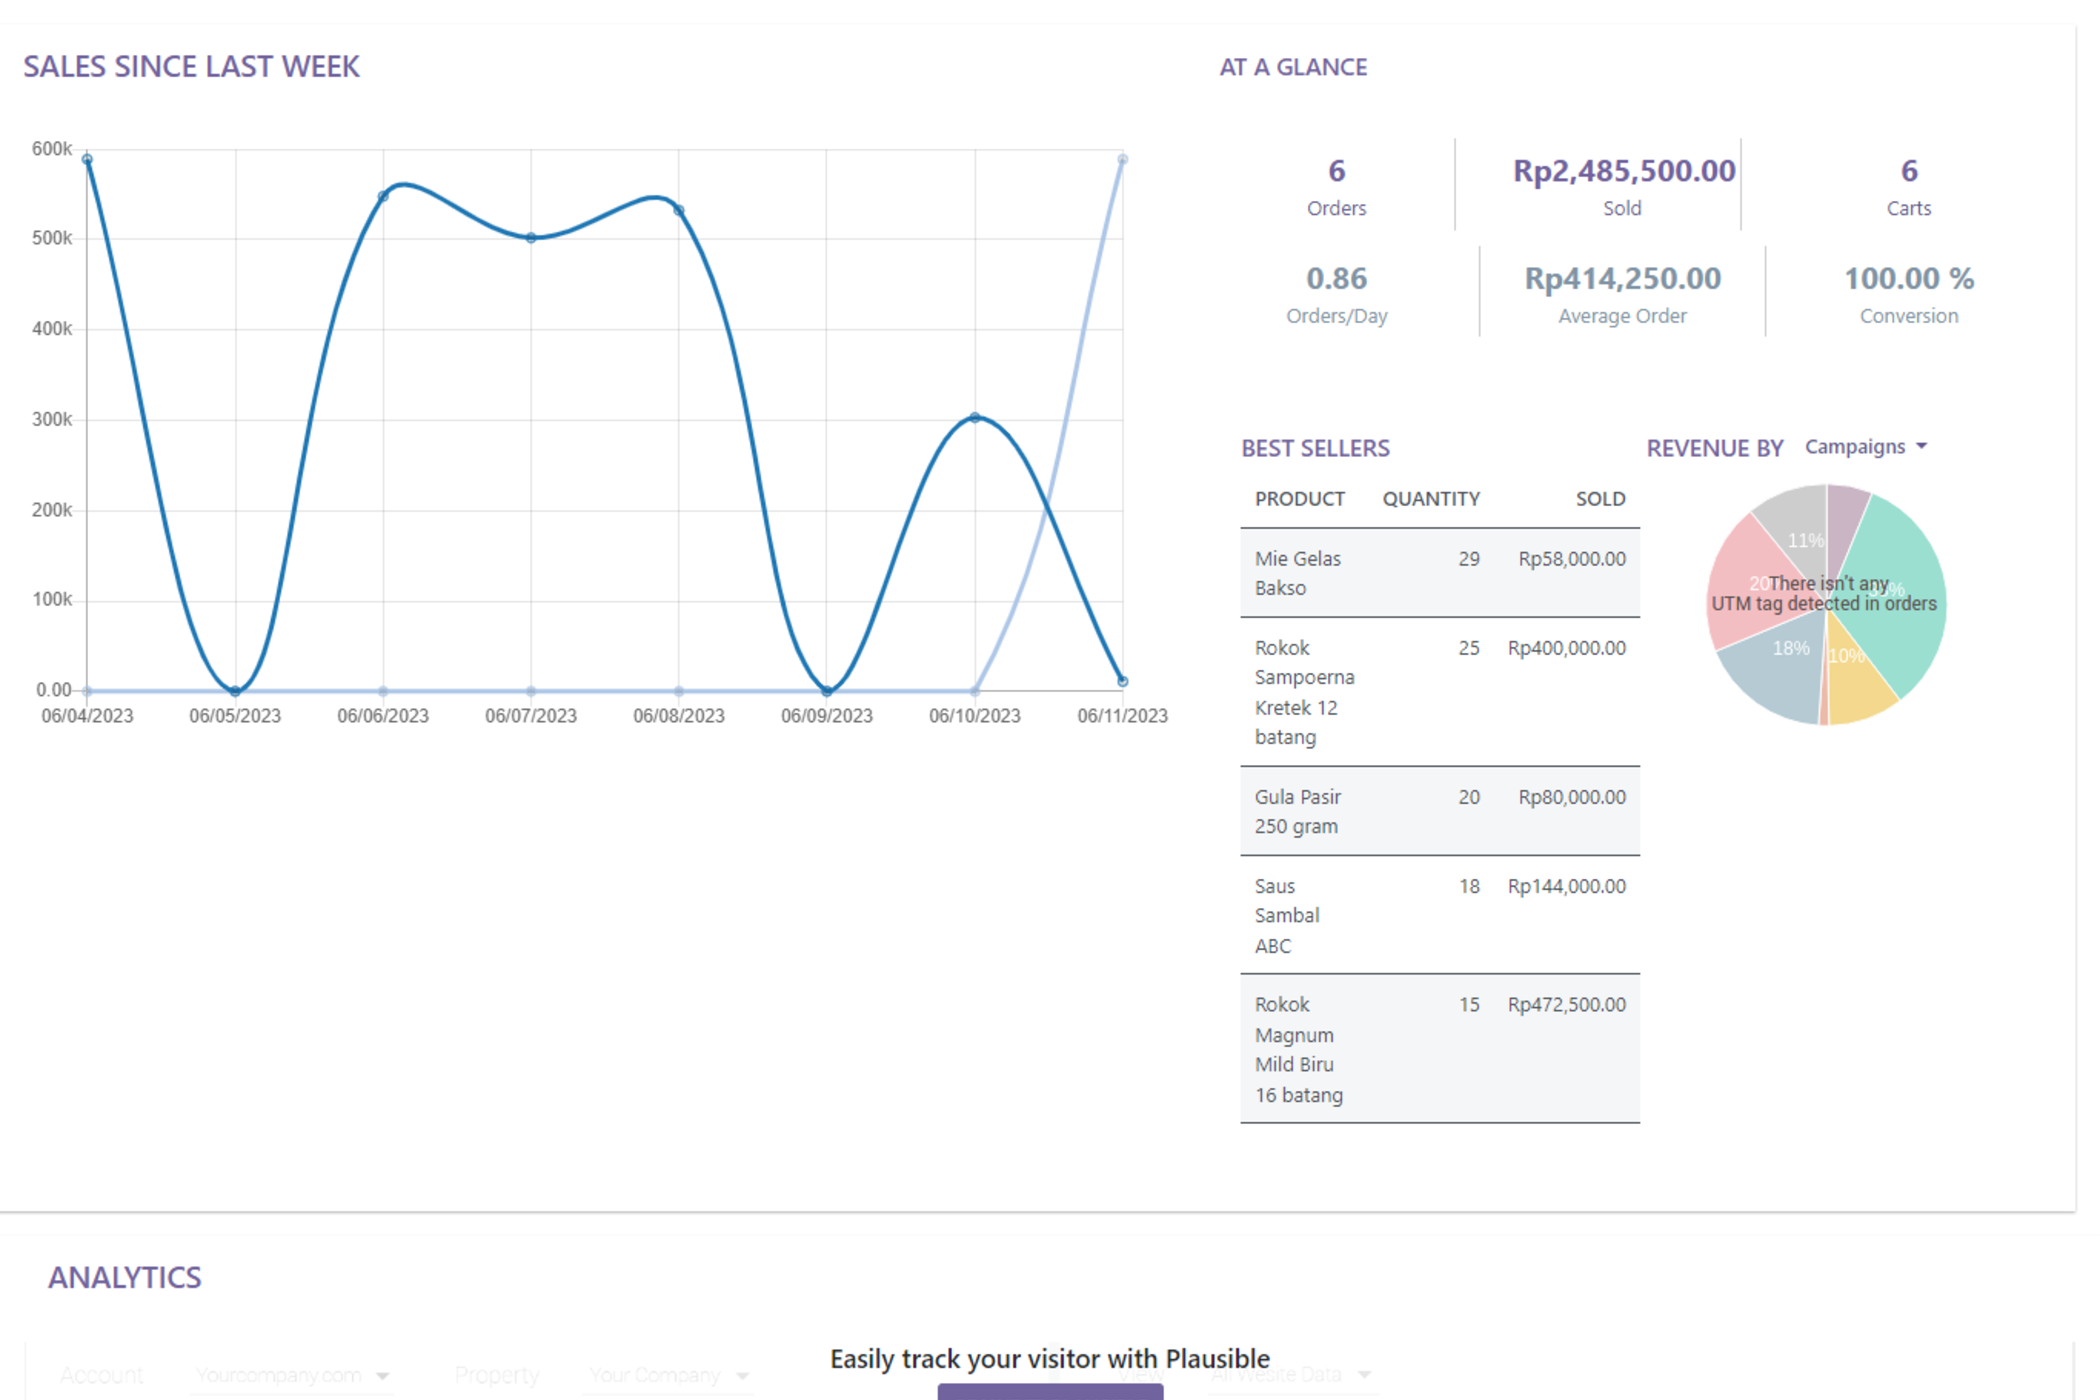 SALES SINCE LAST WEEK
600k
500k
400k
300k
200k
100k
0.00
06/04/2023 06/05/2023 06/06/2023 06/07/2023 06/08/2023 06/09/2023 06/10/2023 06/11/2023
AT A GLANCE
6 Rp2,485,500.00 6
Orders Sold Carts
0.86 Rp414,250.00 100.00 %
Orders/Day Average Order Conversion
BEST SELLERS
PRODUCT QUANTITY SOLD
Mie Gelas 29 Rp58,000.00
Bakso
Rokok 25 Rp400,000.00
Sampoerna
Kretek 12
batang
Gula Pasir 20 Rp80,000.00
250 gram
Saus 18 Rp144,000.00
Sambal
ABC
Rokok 15 Rp472,500.00
Magnum
Mild Biru
16 batang
REVENUE BY Campaigns
11%
There isn't any
UTM tag detected in orders
18% 10%
ANALYTICS
Easily track your visitor with Plausible
Account Yourcompany.com Property Your Company View All Wesite Data